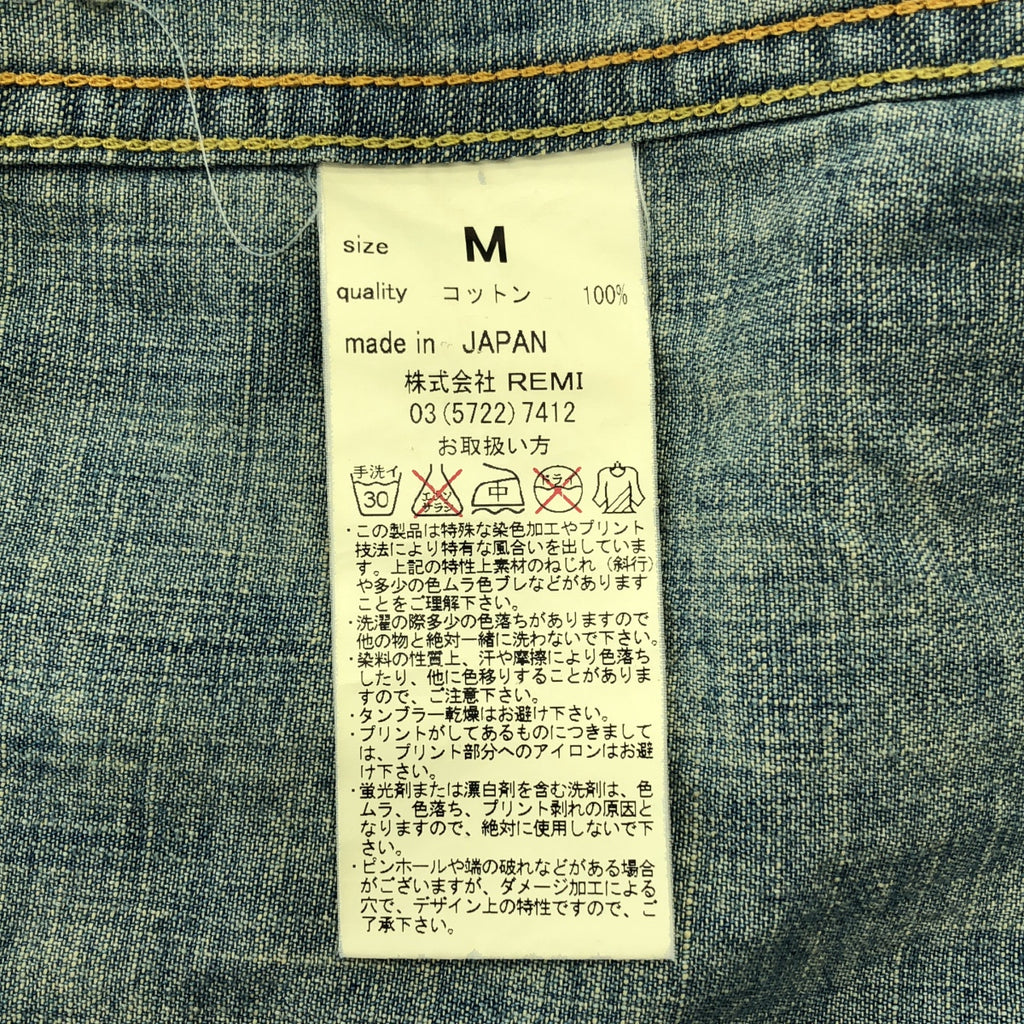 size M
quality コットン 100%
made in JAPAN
株式会社 REMI
03(5722)7412
お取扱い方
手洗イ 30 エンソサラシ 中 ドライ
・この製品は特殊な染色加工やプリント
技法により特有な風合いを出していま
す。上記の特性上素材のねじれ（斜行）
や多少の色ムラ色ブレなどがあります
ことをご理解下さい。
・洗濯の際多少の色落ちがありますので
他の物と絶対一緒に洗わないで下さい。
・染料の性質上、汗や摩擦により色落ち
したり、他に色移りすることがありま
すので、ご注意下さい。
・タンブラー乾燥はお避け下さい。
・プリントがしてあるものにつきまして
は、プリント部分へのアイロンはお避
け下さい。
・蛍光剤または漂白剤を含む洗剤は、色
ムラ、色落ち、プリント剥れの原因と
なりますので、絶対に使用しないで下
さい。
・ピンホールや端の破れなどがある場合
がございますが、ダメージ加工による
穴で、デザイン上の特性ですので、ご
了承下さい。